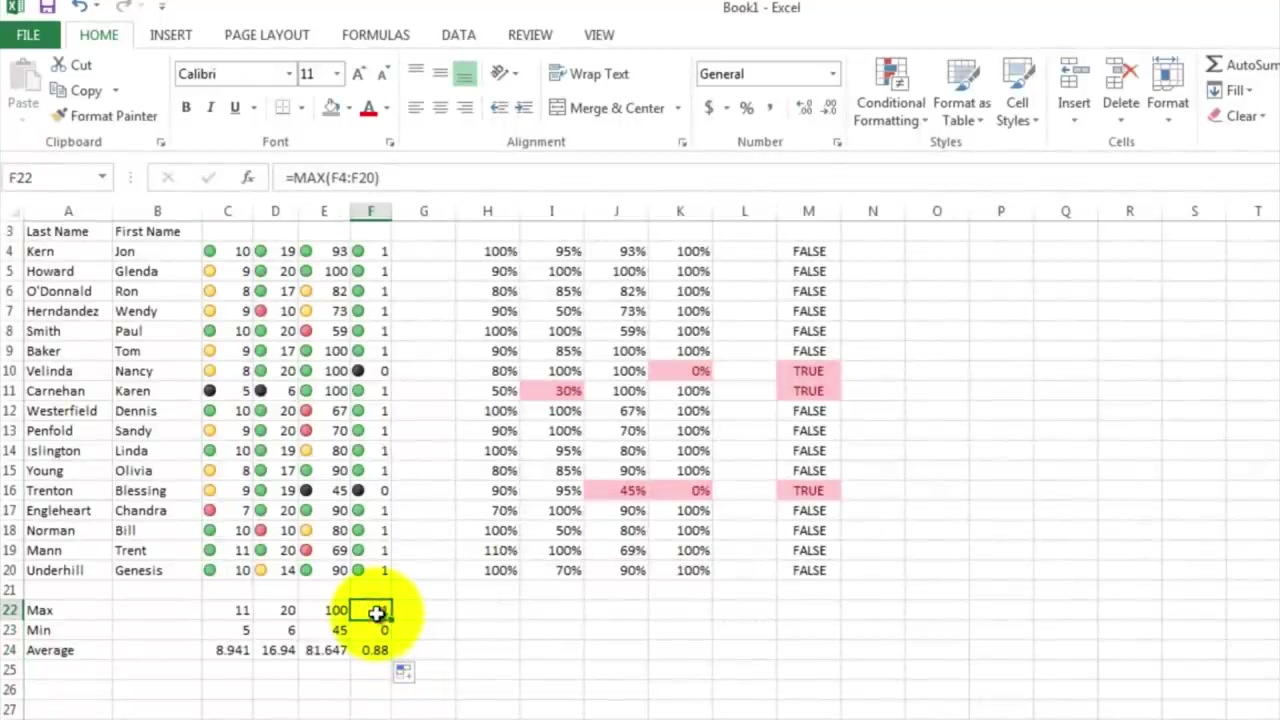 Book1 - Excel
FILE HOME INSERT PAGE LAYOUT FORMULAS DATA REVIEW VIEW
Cut
Calibri 11 A A Wrap Text General AutoSum
Copy
Paste B I U A Merge & Center $ % , Conditional Formatting Format as Table Cell Styles Insert Delete Format Fill
Format Painter Clear
Clipboard Font Alignment Number Styles Cells
F22 fx =MAX(F4:F20)
A B C D E F G H I J K L M N O P Q R S T
3 Last Name First Name
4 Kern Jon 10 19 93 1 100% 95% 93% 100% FALSE
5 Howard Glenda 9 20 100 1 90% 100% 100% 100% FALSE
6 O'Donnald Ron 8 17 82 1 80% 85% 82% 100% FALSE
7 Herndandez Wendy 9 10 73 1 90% 50% 73% 100% FALSE
8 Smith Paul 10 20 59 1 100% 100% 59% 100% FALSE
9 Baker Tom 9 17 100 1 90% 85% 100% 100% FALSE
10 Velinda Nancy 8 20 100 0 80% 100% 100% 0% TRUE
11 Carnehan Karen 5 6 100 1 50% 30% 100% 100% TRUE
12 Westerfield Dennis 10 20 67 1 100% 100% 67% 100% FALSE
13 Penfold Sandy 9 20 70 1 90% 100% 70% 100% FALSE
14 Islington Linda 10 19 80 1 100% 95% 80% 100% FALSE
15 Young Olivia 8 17 90 1 80% 85% 90% 100% FALSE
16 Trenton Blessing 9 19 45 0 90% 95% 45% 0% TRUE
17 Engleheart Chandra 7 20 90 1 70% 100% 90% 100% FALSE
18 Norman Bill 10 10 80 1 100% 50% 80% 100% FALSE
19 Mann Trent 11 20 69 1 110% 100% 69% 100% FALSE
20 Underhill Genesis 10 14 90 1 100% 70% 90% 100% FALSE
21
22 Max 11 20 100 1
23 Min 5 6 45 0
24 Average 8.941 16.94 81.647 0.88
25
26
27